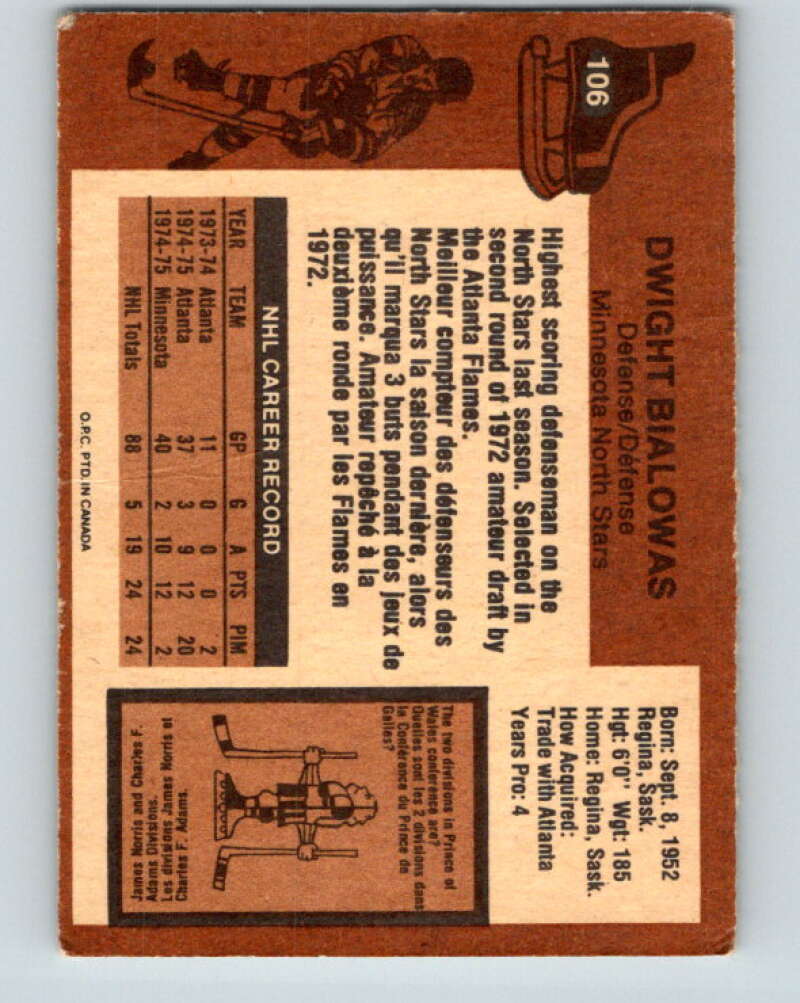 106
DWIGHT BIALOWAS
Defense/Défense
Minnesota North Stars
Born: Sept. 8, 1952
Regina, Sask.
Hgt: 6'0" Wgt: 185
Home: Regina, Sask.
How Acquired:
Trade with Atlanta
Years Pro: 4
Highest scoring defenseman on the
North Stars last season. Selected in
second round of 1972 amateur draft by
the Atlanta Flames.
Meilleur compteur des défenseurs des
North Stars la saison dernière, alors
qu'il marqua 3 buts pendant des jeux de
puissance. Amateur repêché à la
deuxième ronde par les Flames en
1972.
NHL CAREER RECORD
YEAR TEAM GP G A PTS PIM
1973-74 Atlanta 11 0 0 0 2
1974-75 Atlanta 37 3 9 12 20
1974-75 Minnesota 40 2 10 12 2
NHL Totals 88 5 19 24 24
The two divisions in Prince of
Wales conference are?
Quelles sont les 2 divisions dans
la Conférence du Prince de
Galles?
James Norris and Charles F.
Adams Divisions.
Les divisions James Norris et
Charles F. Adams.
O.P.C. PTD. IN CANADA